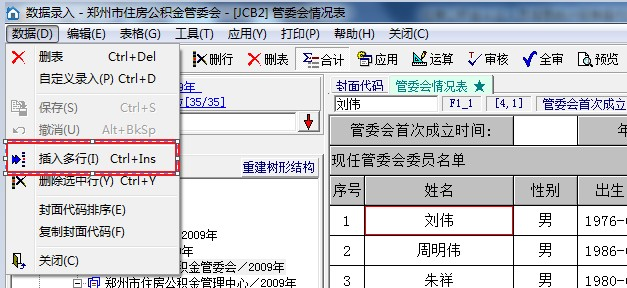 数据录入 - 郑州市住房公积金管委会 - [JCB2] 管委会情况表
数据(D) 编辑(E) 表格(G) 工具(T) 应用(Y) 打印(P) 帮助(H) 关闭(C)
删行 删表 合计 应用 运算 审核 全审 预览
删表 Ctrl+Del
自定义录入(P) Ctrl+D
保存(S) Ctrl+S
撤消(U) Alt+BkSp
插入多行(I) Ctrl+Ins
删除选中行(Y) Ctrl+Y
封面代码排序(E)
复制封面代码(F)
关闭(C)
09年
[35/35]
重建树形结构
2009年
金管委会／2009年
郑州市住房公积金管理中心／2009年
封面代码 管委会情况表 ★
刘伟 F1_1 [4,1] 管委会首次成立
管委会首次成立时间: 年
现任管委会委员名单
序号 姓名 性别 出生
1 刘伟 男 1976-0
2 周明伟 男 1986-0
3 朱祥 男 1980-0